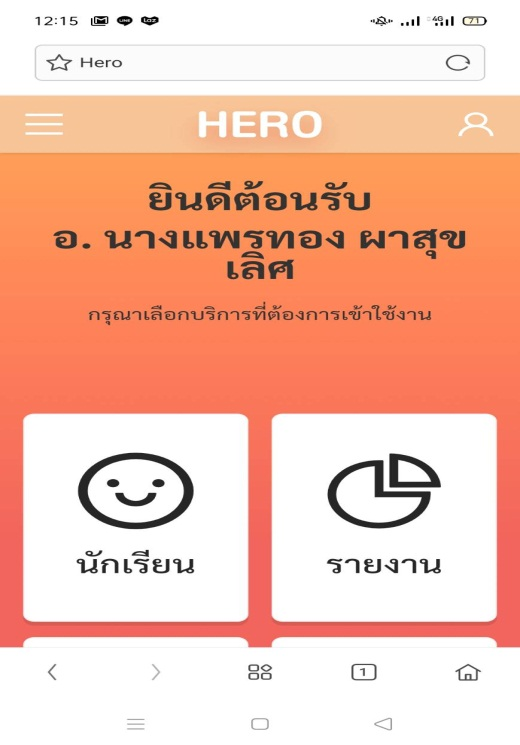 12:15
4G
71
Hero
HERO
ยินดีต้อนรับ
อ. นางแพรทอง ผาสุข
เลิศ
กรุณาเลือกบริการที่ต้องการเข้าใช้งาน
นักเรียน
รายงาน
1